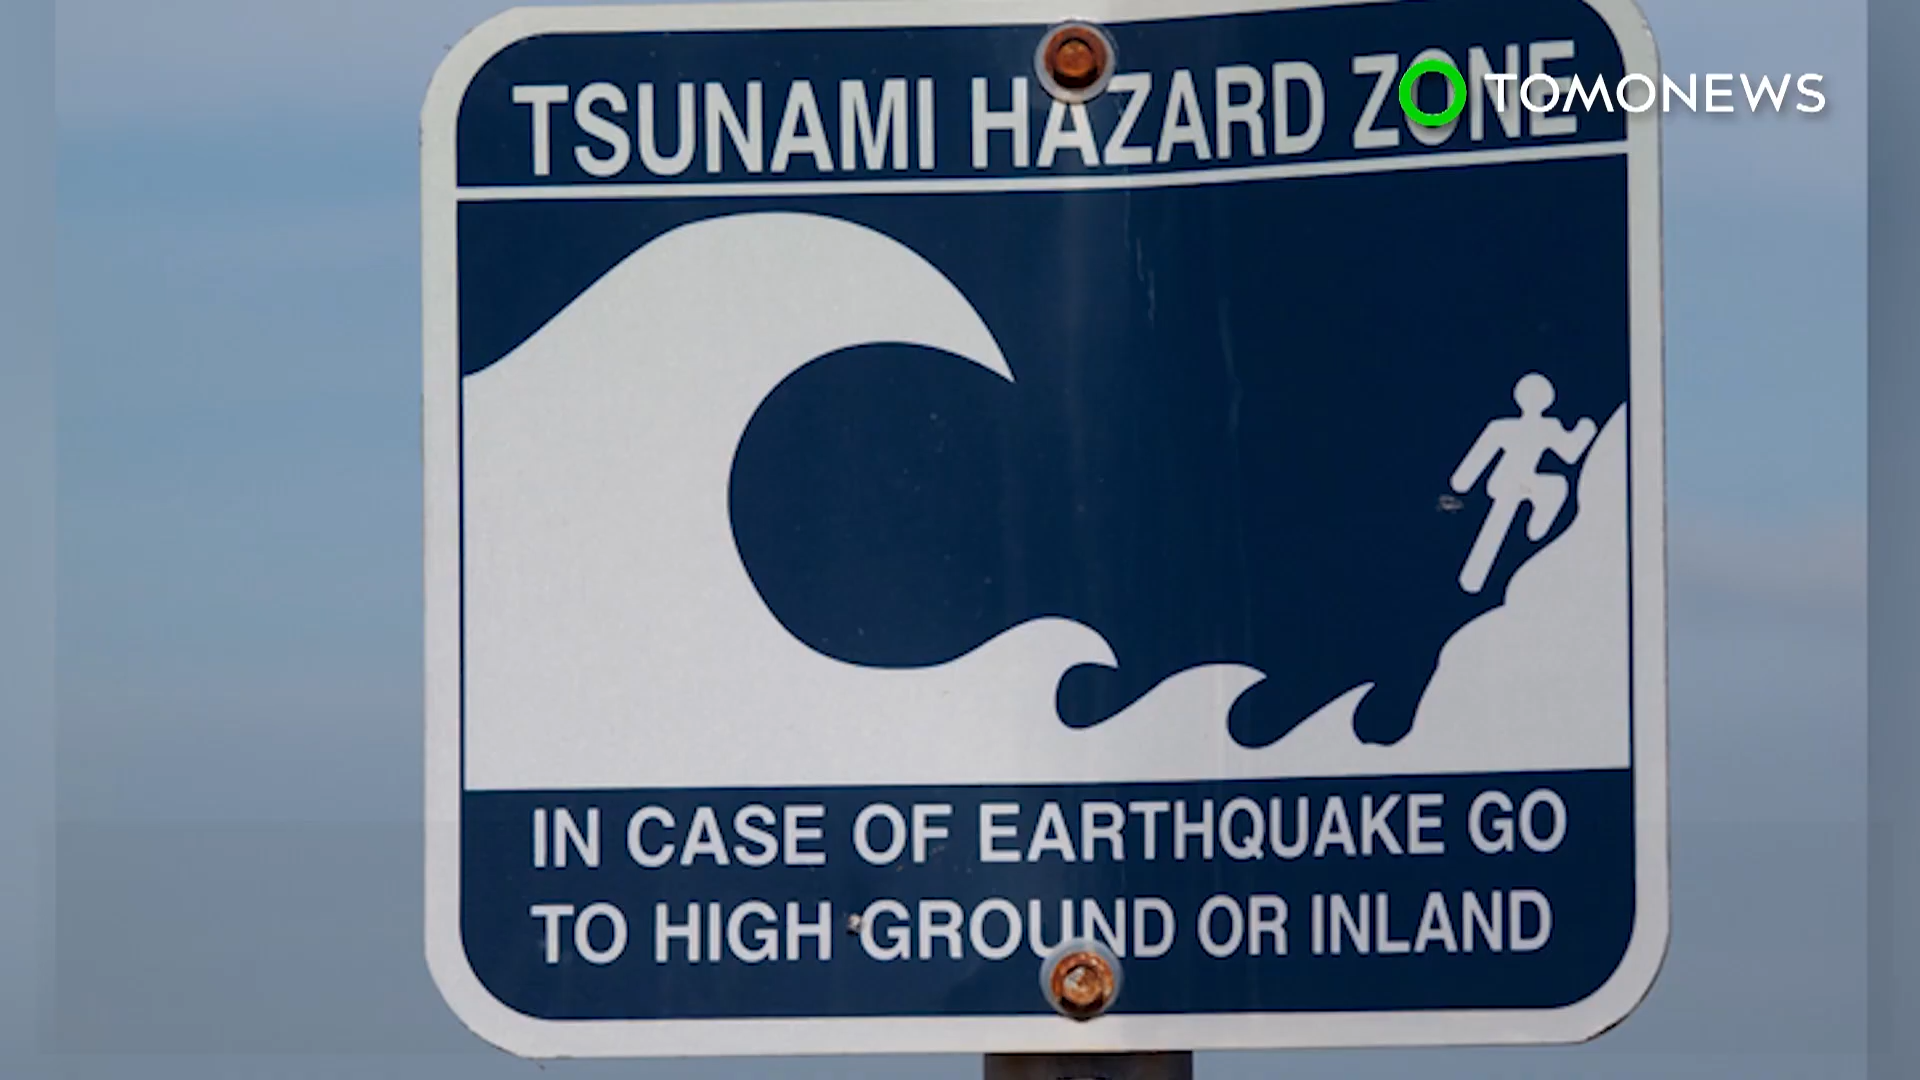 TSUNAMI HAZARD ZONE
TOMONEWS
IN CASE OF EARTHQUAKE GO
TO HIGH GROUND OR INLAND